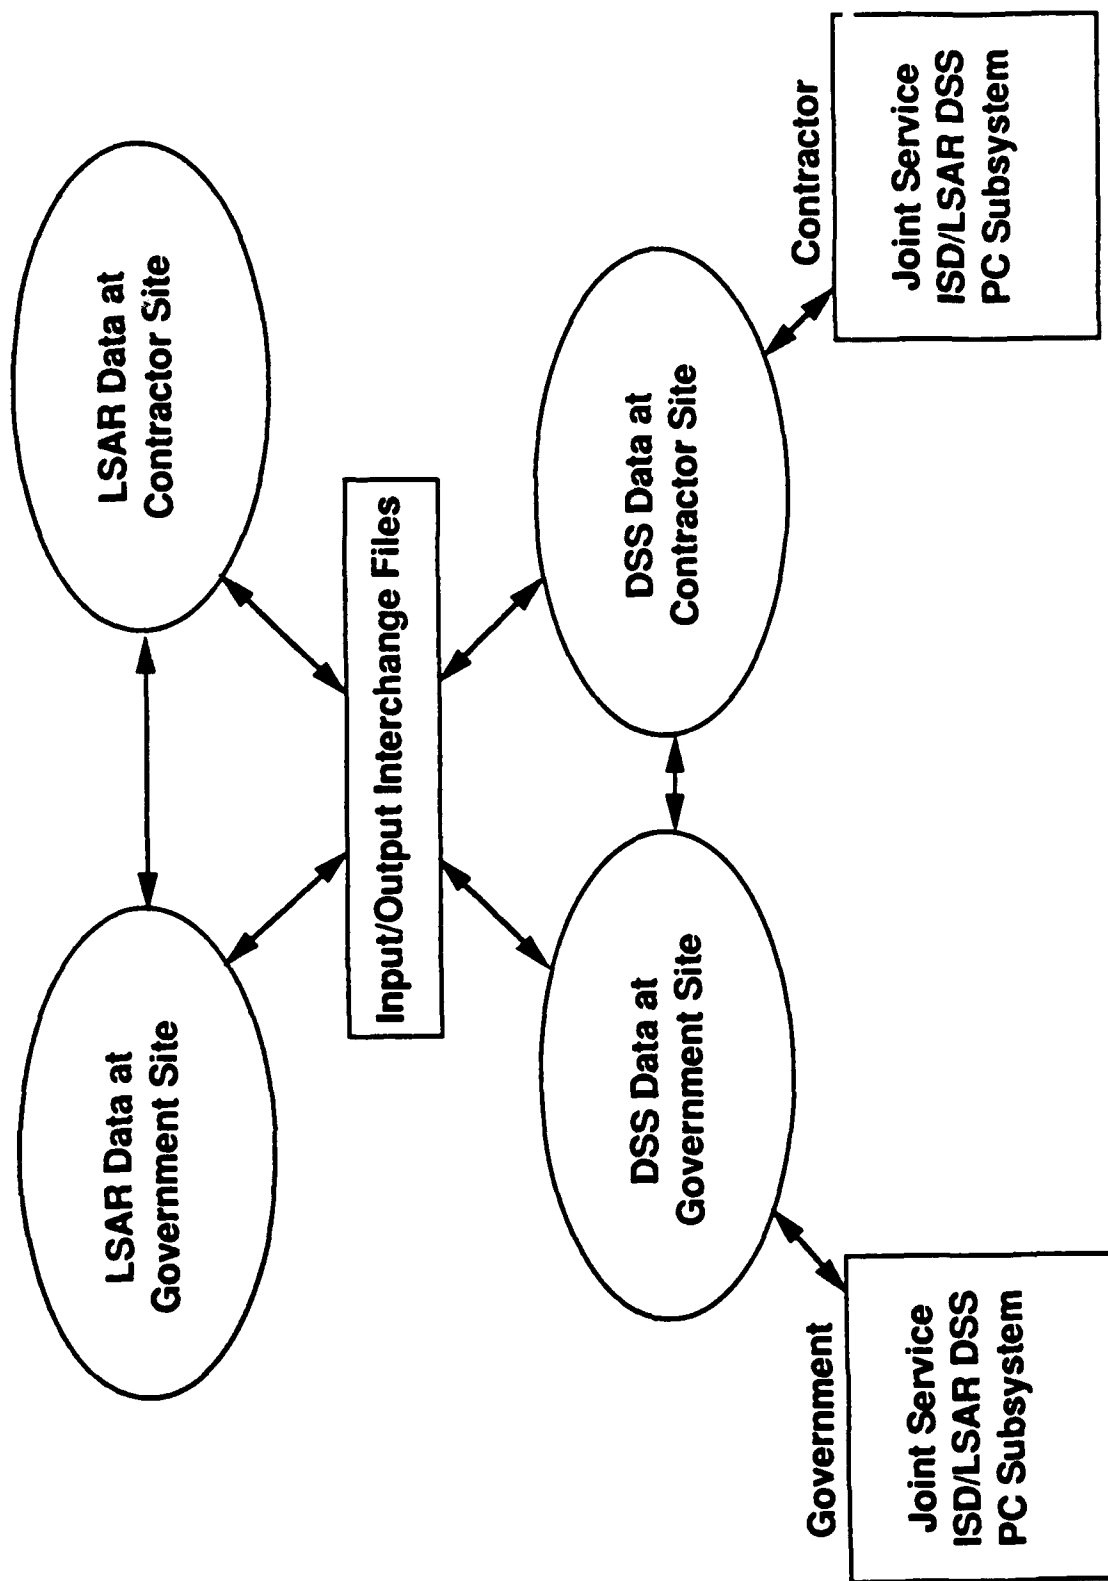 LSAR Data at
Government Site
LSAR Data at
Contractor Site
Input/Output Interchange Files
DSS Data at
Government Site
DSS Data at
Contractor Site
Government
Joint Service
ISD/LSAR DSS
PC Subsystem
Contractor
Joint Service
ISD/LSAR DSS
PC Subsystem